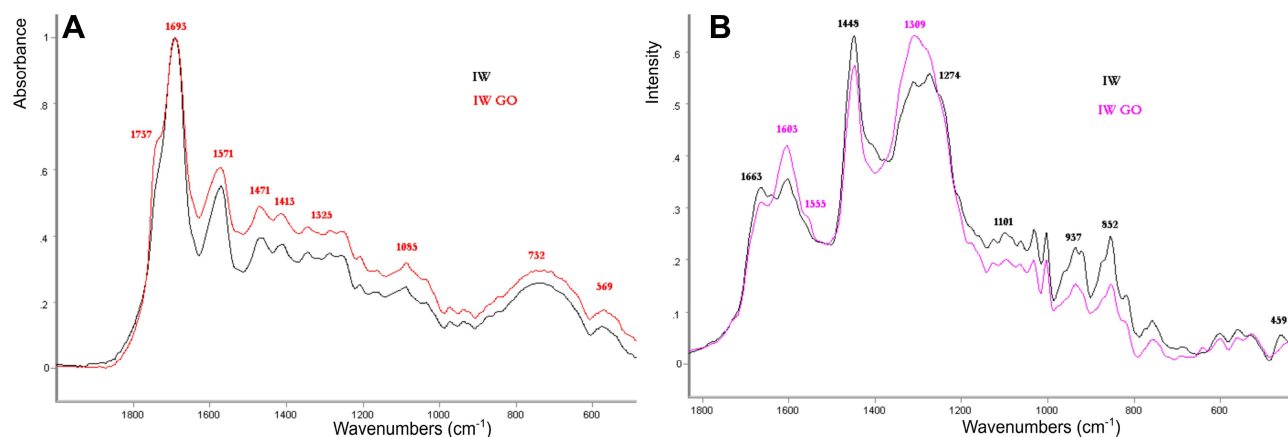 A
Absorbance
1
.8
.6
.4
.2
0
1693
1737
1571
1471
1413
1325
1085
732
569
IW
IW GO
1800 1600 1400 1200 1000 800 600
Wavenumbers (cm-1)
B
Intensity
.6
.5
.4
.3
.2
.1
0
1448
1309
1274
1603
1663
1555
1101
937
852
459
IW
IW GO
1800 1600 1400 1200 1000 800 600
Wavenumbers (cm-1)